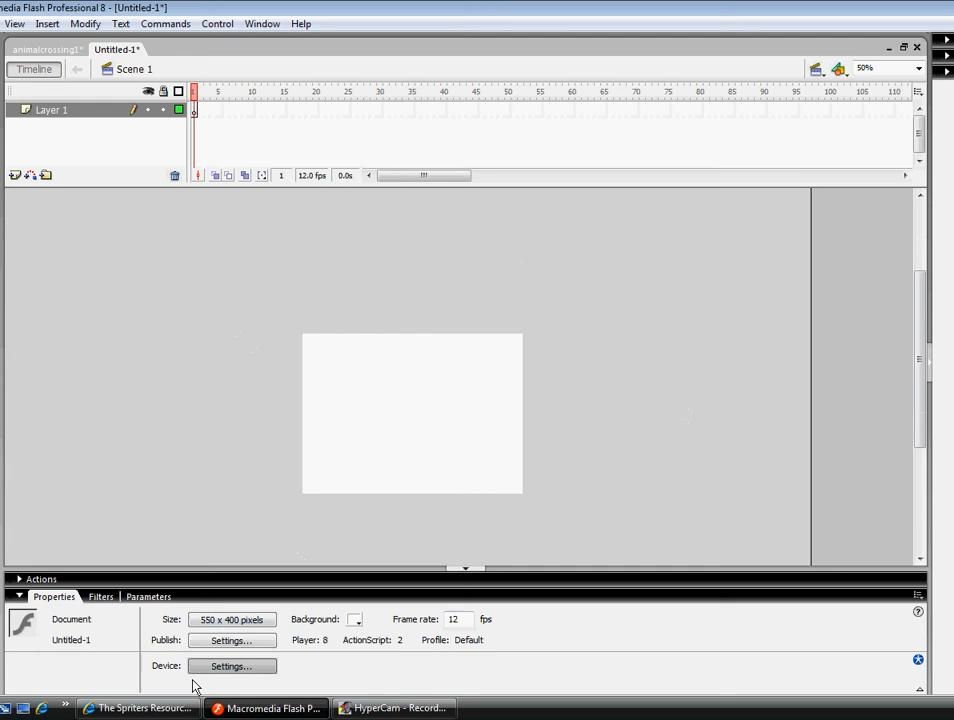 media Flash Professional 8 - [Untitled-1*]
View Insert Modify Text Commands Control Window Help
animalcrossing1* Untitled-1*
Timeline Scene 1 50%
1 5 10 15 20 25 30 35 40 45 50 55 60 65 70 75 80 85 90 95 100 105 110
Layer 1
1 12.0 fps 0.0s
Actions
Properties Filters Parameters
Document Size: 550 x 400 pixels Background: Frame rate: 12 fps
Untitled-1 Publish: Settings... Player: 8 ActionScript: 2 Profile: Default
Device: Settings...
The Spriters Resourc... Macromedia Flash P... HyperCam - Record...